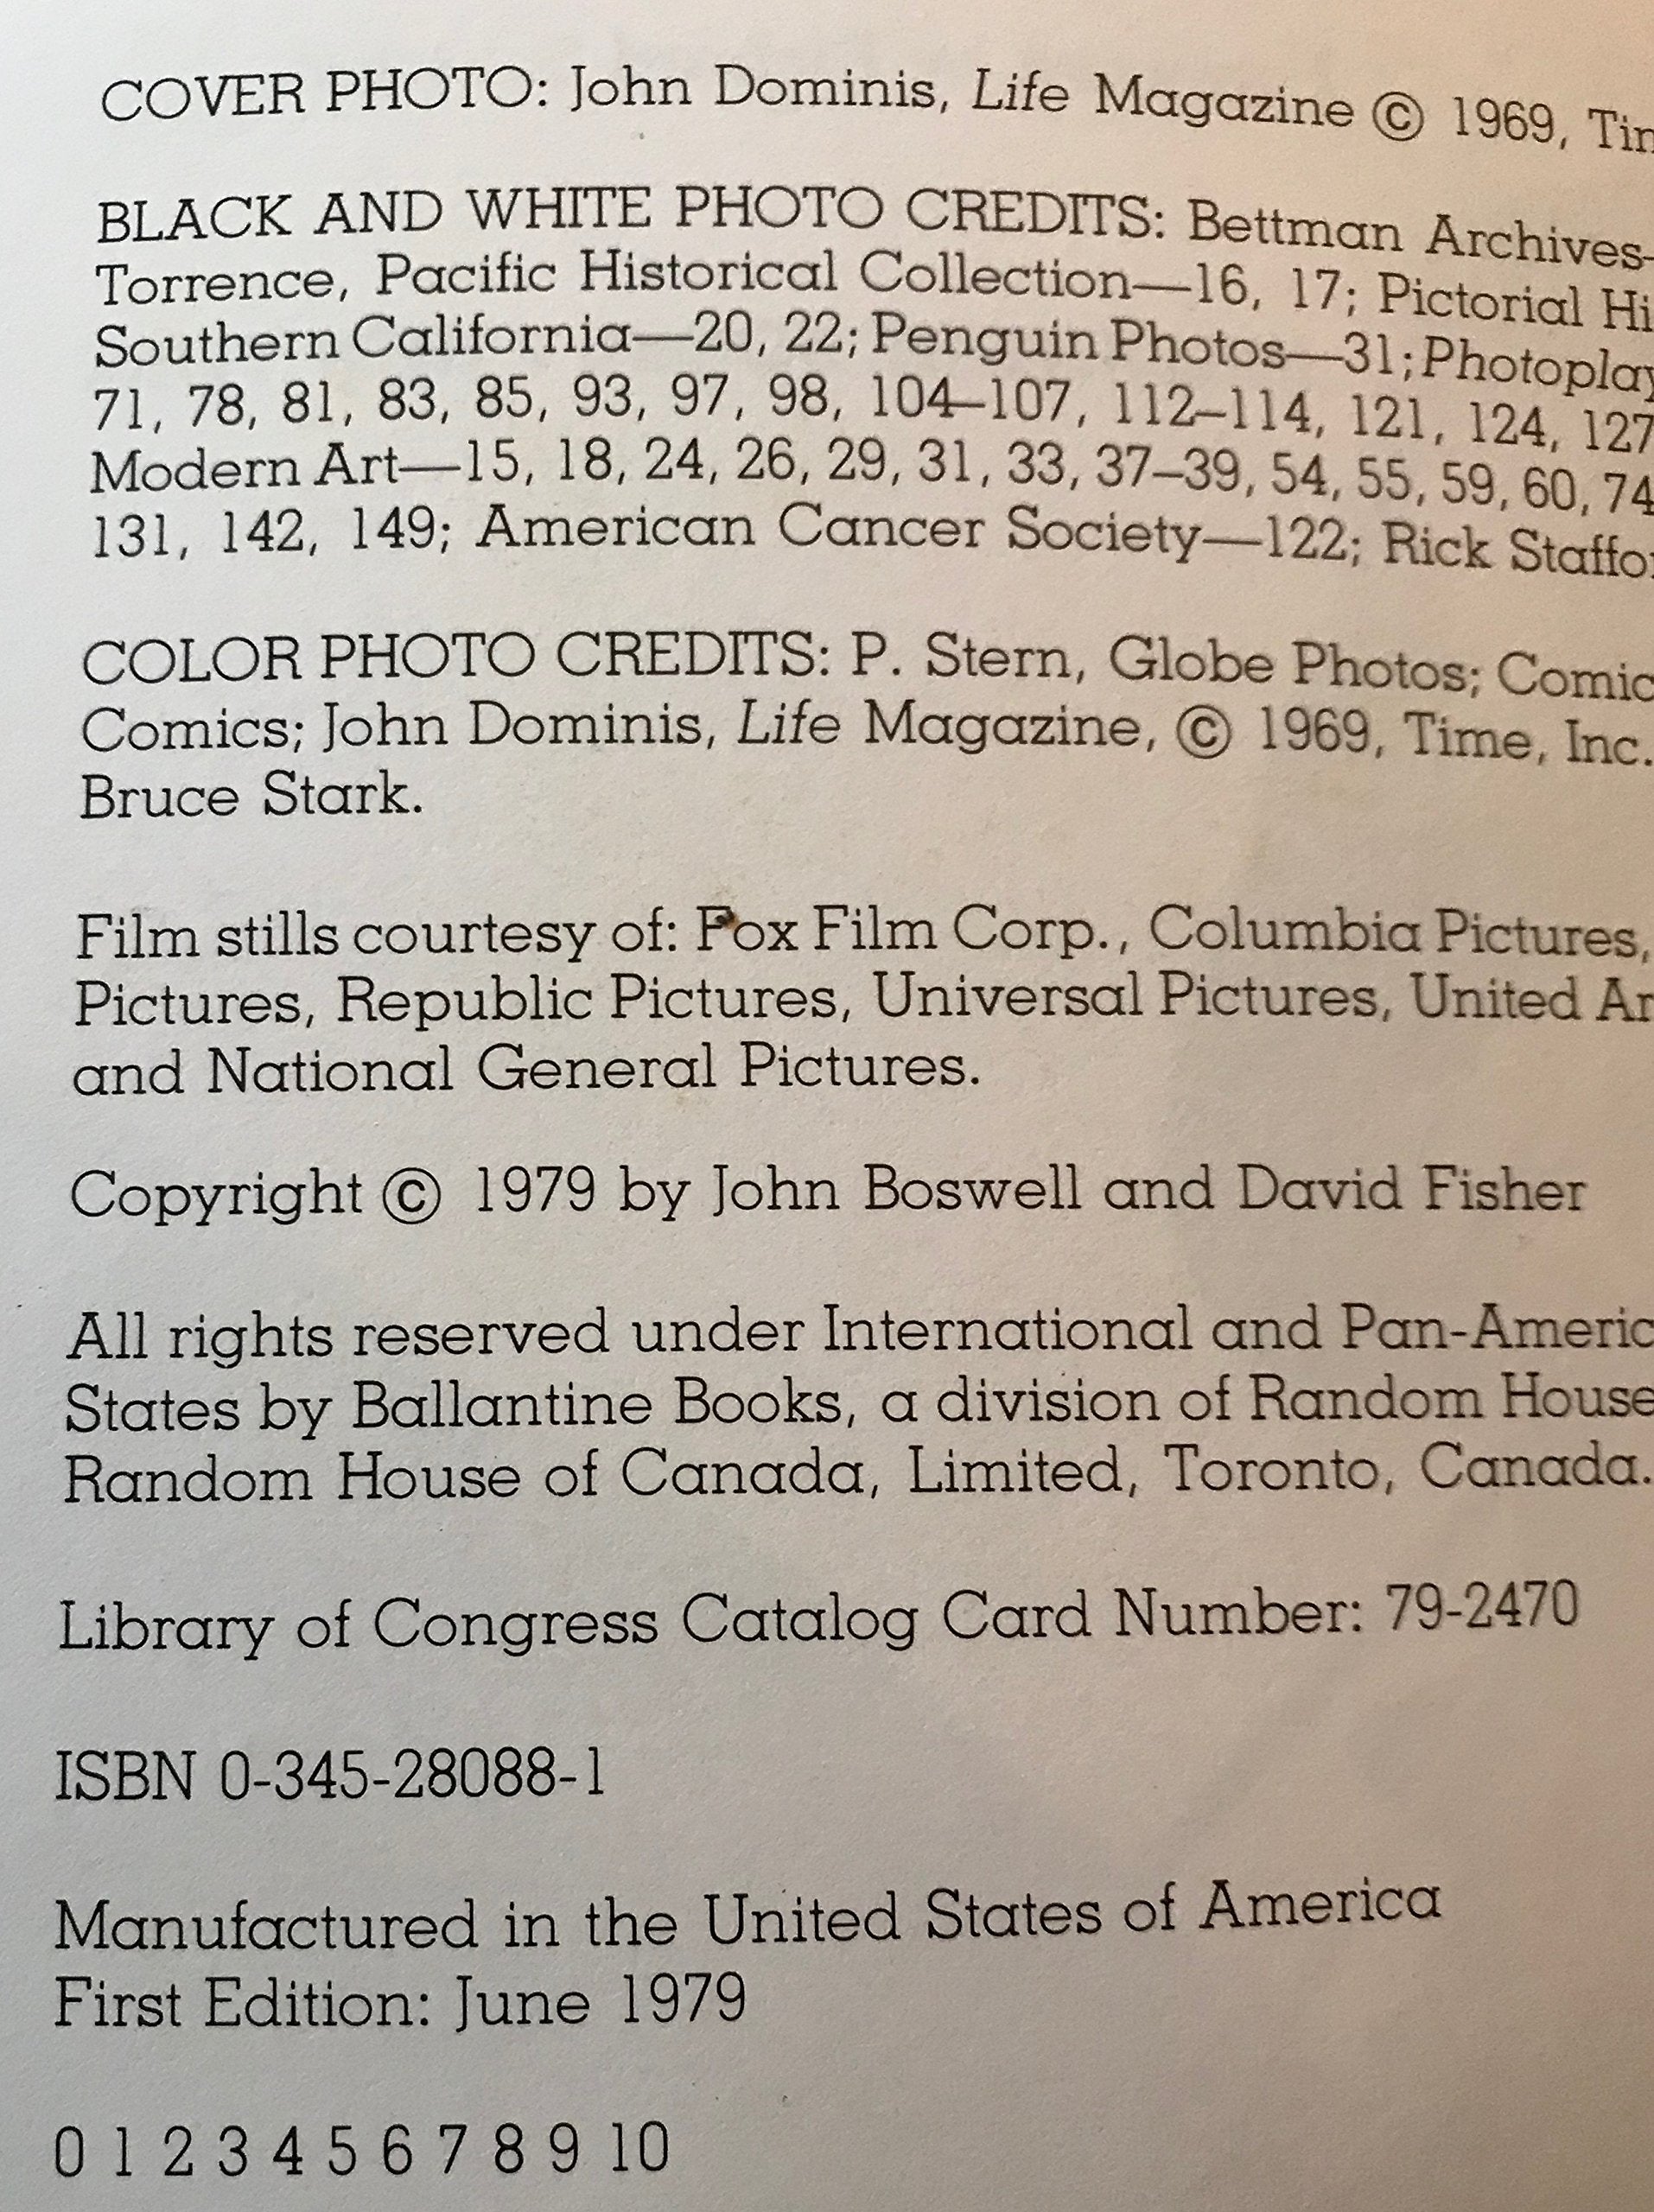 COVER PHOTO: John Dominis, Life Magazine © 1969,
BLACK AND WHITE PHOTO CREDITS: Bettman Archives—
Torrence, Pacific Historical Collection—16, 17; Pictorial
Southern California—20, 22; Penguin Photos—31; Photoplay
71, 78, 81, 83, 85, 93, 97, 98, 104–107, 112–114, 121, 124, 127
Modern Art—15, 18, 24, 26, 29, 31, 33, 37–39, 54, 55, 59, 60, 74
131, 142, 149; American Cancer Society—122; Rick
COLOR PHOTO CREDITS: P. Stern, Globe Photos; Comic
Comics; John Dominis, Life Magazine, © 1969, Time, Inc.
Bruce Stark.
Film stills courtesy of: Fox Film Corp., Columbia Pictures,
Pictures, Republic Pictures, Universal Pictures, United
and National General Pictures.
Copyright © 1979 by John Boswell and David Fisher
All rights reserved under International and Pan-Americ
States by Ballantine Books, a division of Random House
Random House of Canada, Limited, Toronto, Canada.
Library of Congress Catalog Card Number: 79-2470
ISBN 0-345-28088-1
Manufactured in the United States of America
First Edition: June 1979
0 1 2 3 4 5 6 7 8 9 10